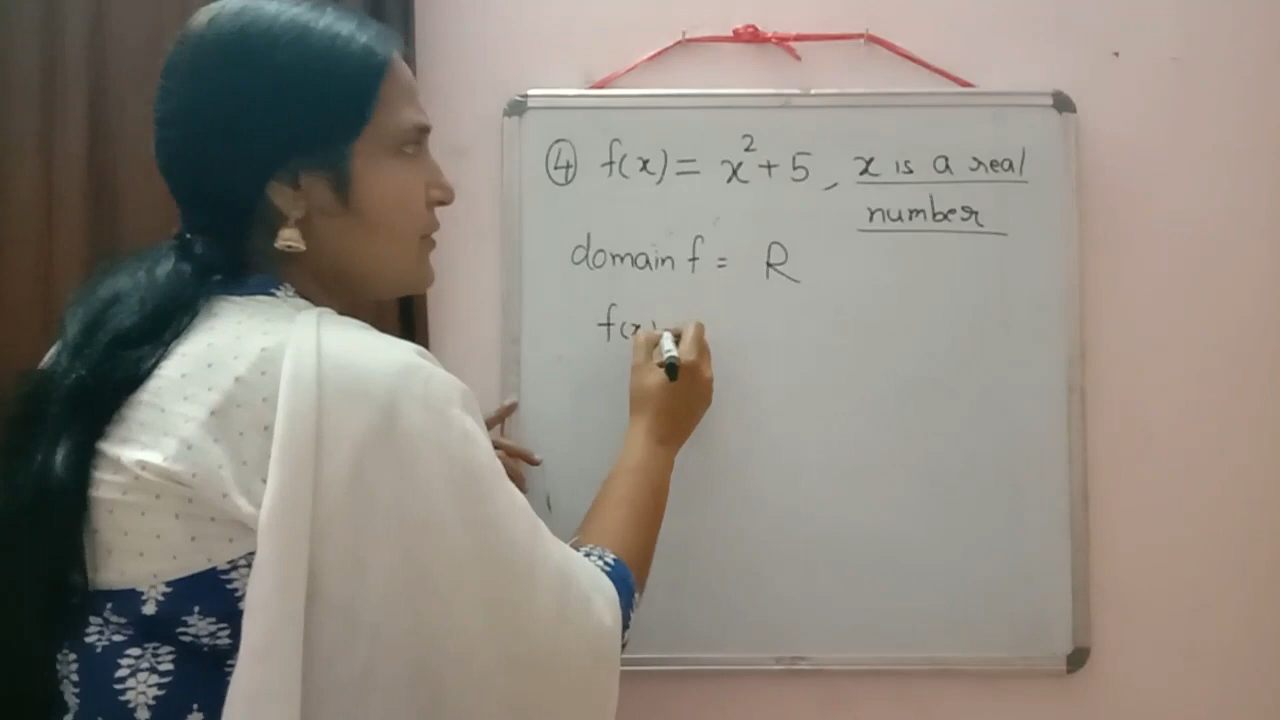 ④ f(x) = x² + 5, x is a real
number
domain f = R
f(x)